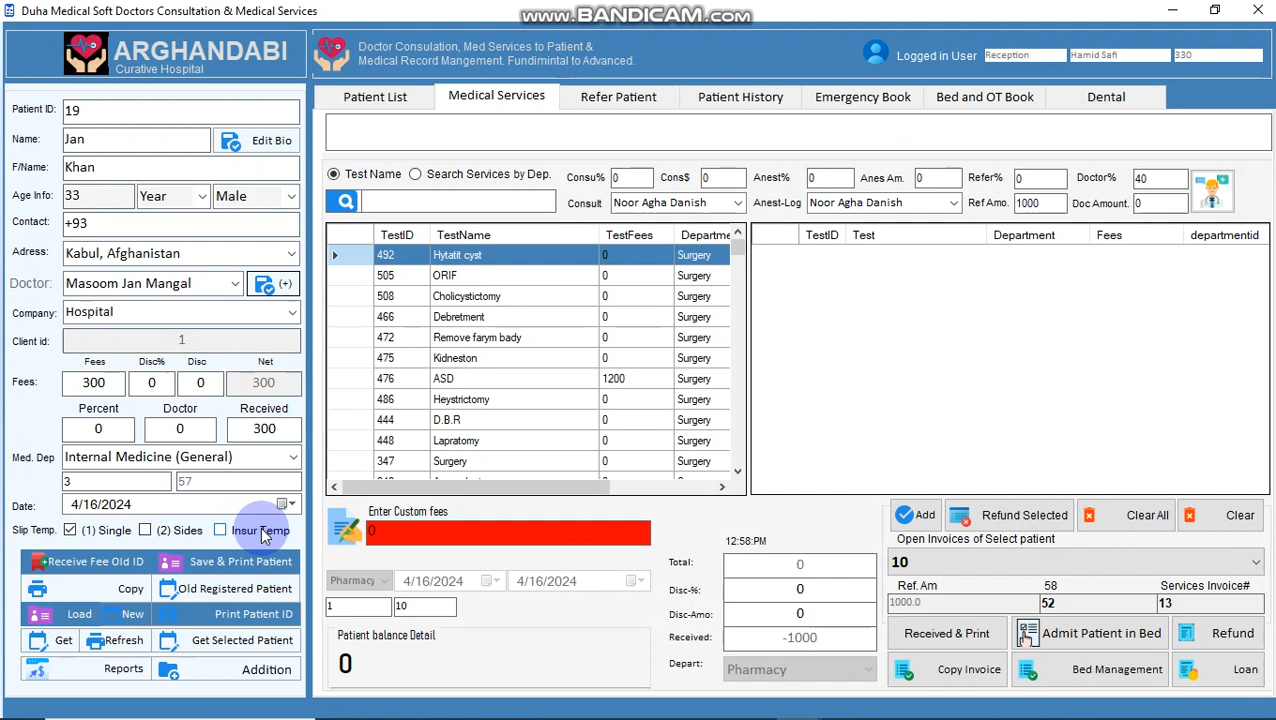 Duha Medical Soft Doctors Consultation & Medical Services
www.BANDICAM.com
ARGHANDABI
Curative Hospital
Doctor Consulation, Med Services to Patient &
Medical Record Mangement. Fundimintal to Advanced.
Logged in User Reception Hamid Safi 330
Patient List Medical Services Refer Patient Patient History Emergency Book Bed and OT Book Dental
Patient ID: 19
Name: Jan Edit Bio
F/Name: Khan
Age Info: 33 Year Male
Contact: +93
Adress: Kabul, Afghanistan
Doctor: Masoom Jan Mangal (+)
Company: Hospital
Client id: 1
Fees Disc% Disc Net
Fees: 300 0 0 300
Percent Doctor Received
0 0 300
Med. Dep Internal Medicine (General)
3 57
Date: 4/16/2024
Slip Temp. (1) Single (2) Sides Insur Temp
Receive Fee Old ID Save & Print Patient
Copy Old Registered Patient
Load New Print Patient ID
Get Refresh Get Selected Patient
Reports Addition
Test Name Search Services by Dep.
Consu% 0 Cons$ 0 Anest% 0 Anes Am. 0 Refer% 0 Doctor% 40
Consult Noor Agha Danish Anest-Log Noor Agha Danish Ref Amo. 1000 Doc Amount: 0
TestID TestName TestFees Departme
492 Hytatit cyst 0 Surgery
505 ORIF 0 Surgery
508 Cholicystictomy 0 Surgery
466 Debretment 0 Surgery
472 Remove farym bady 0 Surgery
475 Kidneston 0 Surgery
476 ASD 1200 Surgery
486 Heystrictomy 0 Surgery
444 D.B.R 0 Surgery
448 Lapratomy 0 Surgery
347 Surgery 0 Surgery
TestID Test Department Fees departmentid
Enter Custom fees
0
Pharmacy 4/16/2024 4/16/2024
1 10
Patient balance Detail
0
12:58:PM
Total: 0
Disc-%: 0
Disc-Amo: 0
Received: -1000
Depart: Pharmacy
Add Refund Selected Clear All Clear
Open Invoices of Select patient
10
Ref. Am 58 Services Invoice#
1000.0 52 13
Received & Print Admit Patient in Bed Refund
Copy Invoice Bed Management Loan